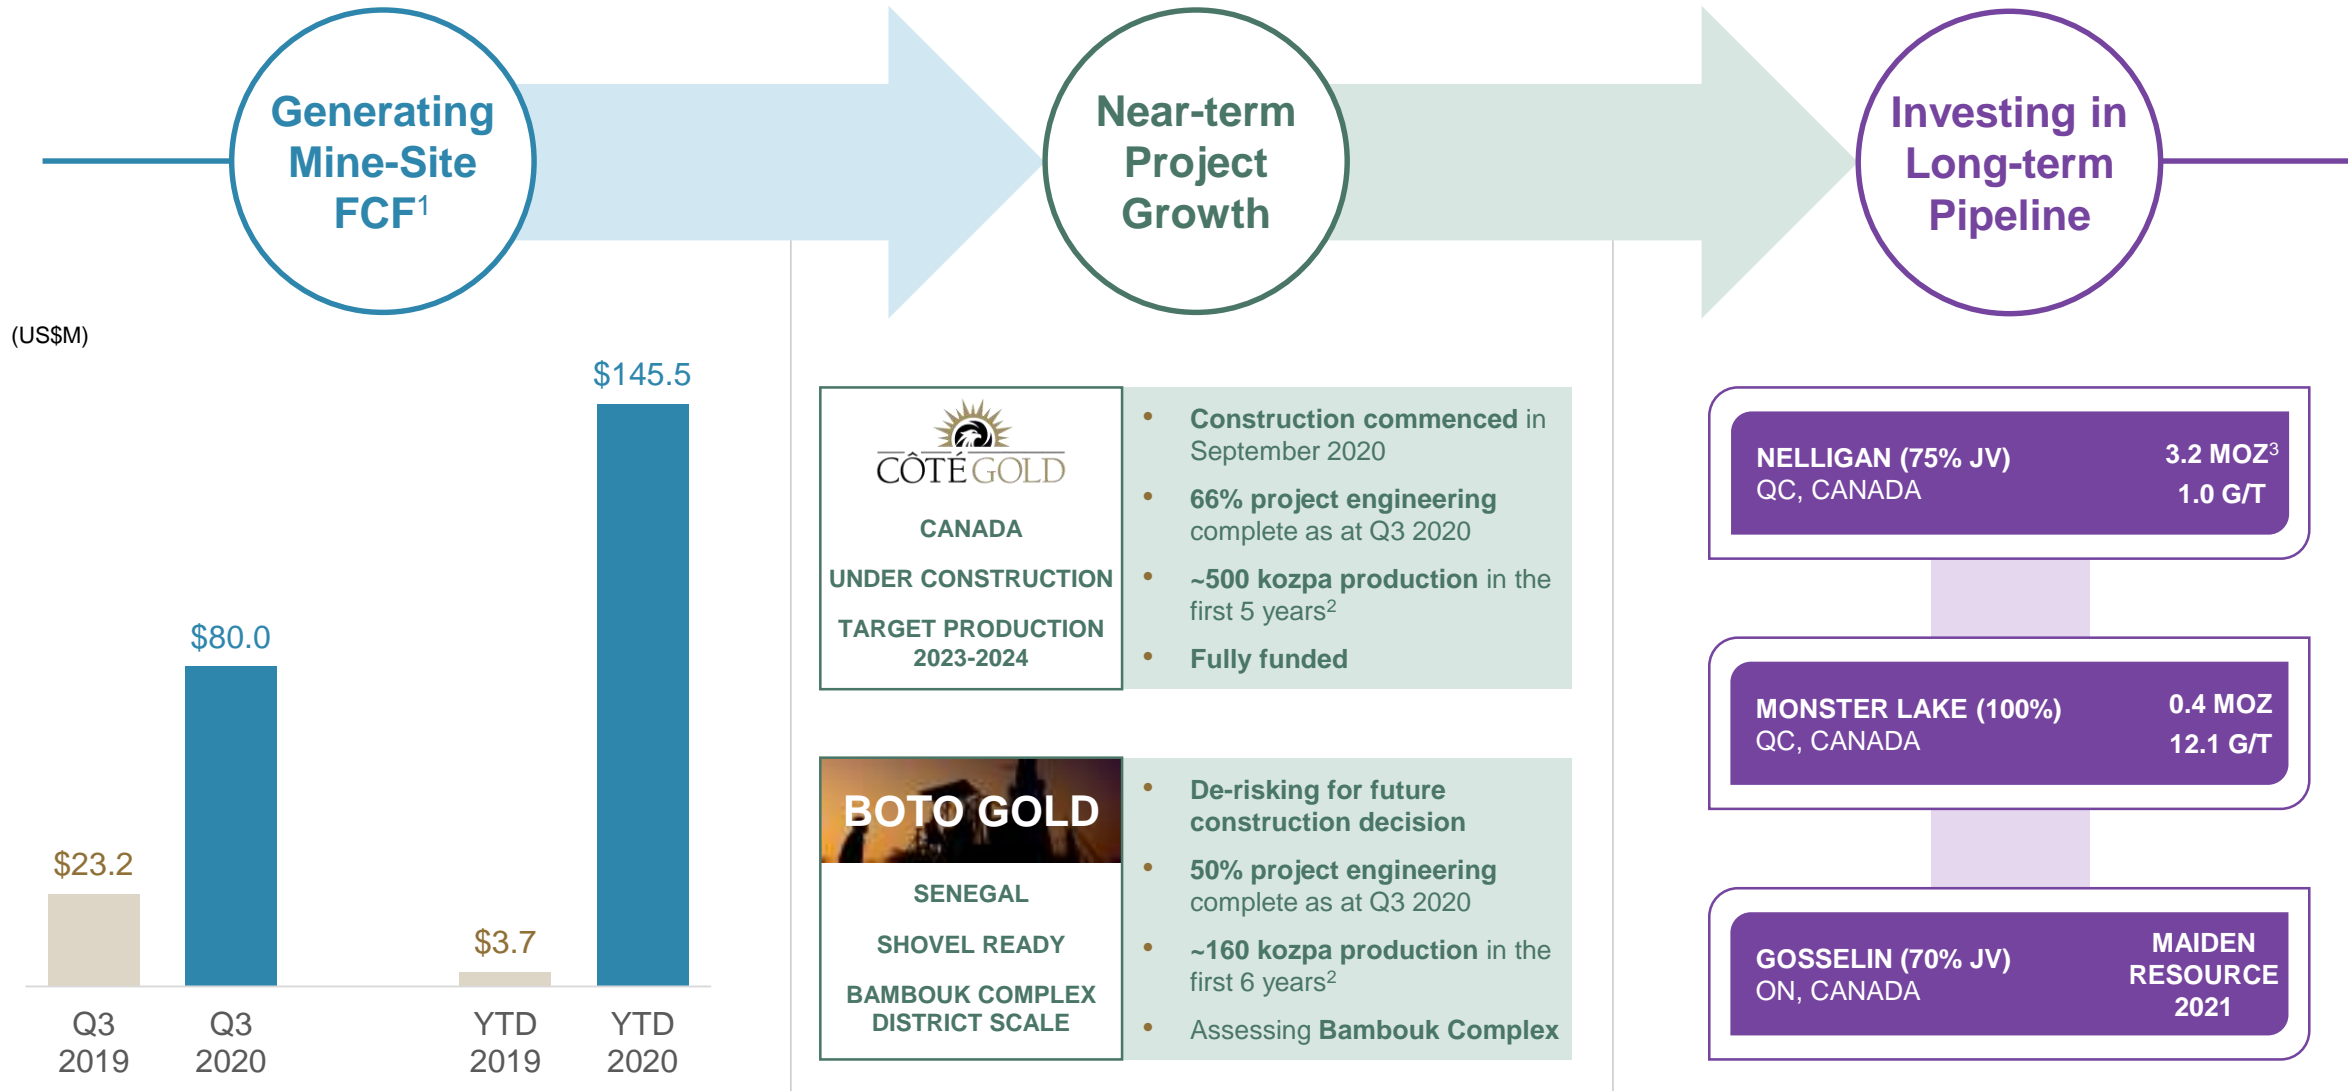 Generating
Mine-Site
FCF¹
Near-term
Project
Growth
Investing in
Long-term
Pipeline
(US$M)
$23.2
$80.0
$3.7
$145.5
Q3
2019
Q3
2020
YTD
2019
YTD
2020
CÔTÉ GOLD
CANADA
UNDER CONSTRUCTION
TARGET PRODUCTION
2023-2024
• Construction commenced in
September 2020
• 66% project engineering
complete as at Q3 2020
• ~500 kozpa production in the
first 5 years²
• Fully funded
BOTO GOLD
SENEGAL
SHOVEL READY
BAMBOUK COMPLEX
DISTRICT SCALE
• De-risking for future
construction decision
• 50% project engineering
complete as at Q3 2020
• ~160 kozpa production in the
first 6 years²
• Assessing Bambouk Complex
NELLIGAN (75% JV)
QC, CANADA
3.2 MOZ³
1.0 G/T
MONSTER LAKE (100%)
QC, CANADA
0.4 MOZ
12.1 G/T
GOSSELIN (70% JV)
ON, CANADA
MAIDEN
RESOURCE
2021